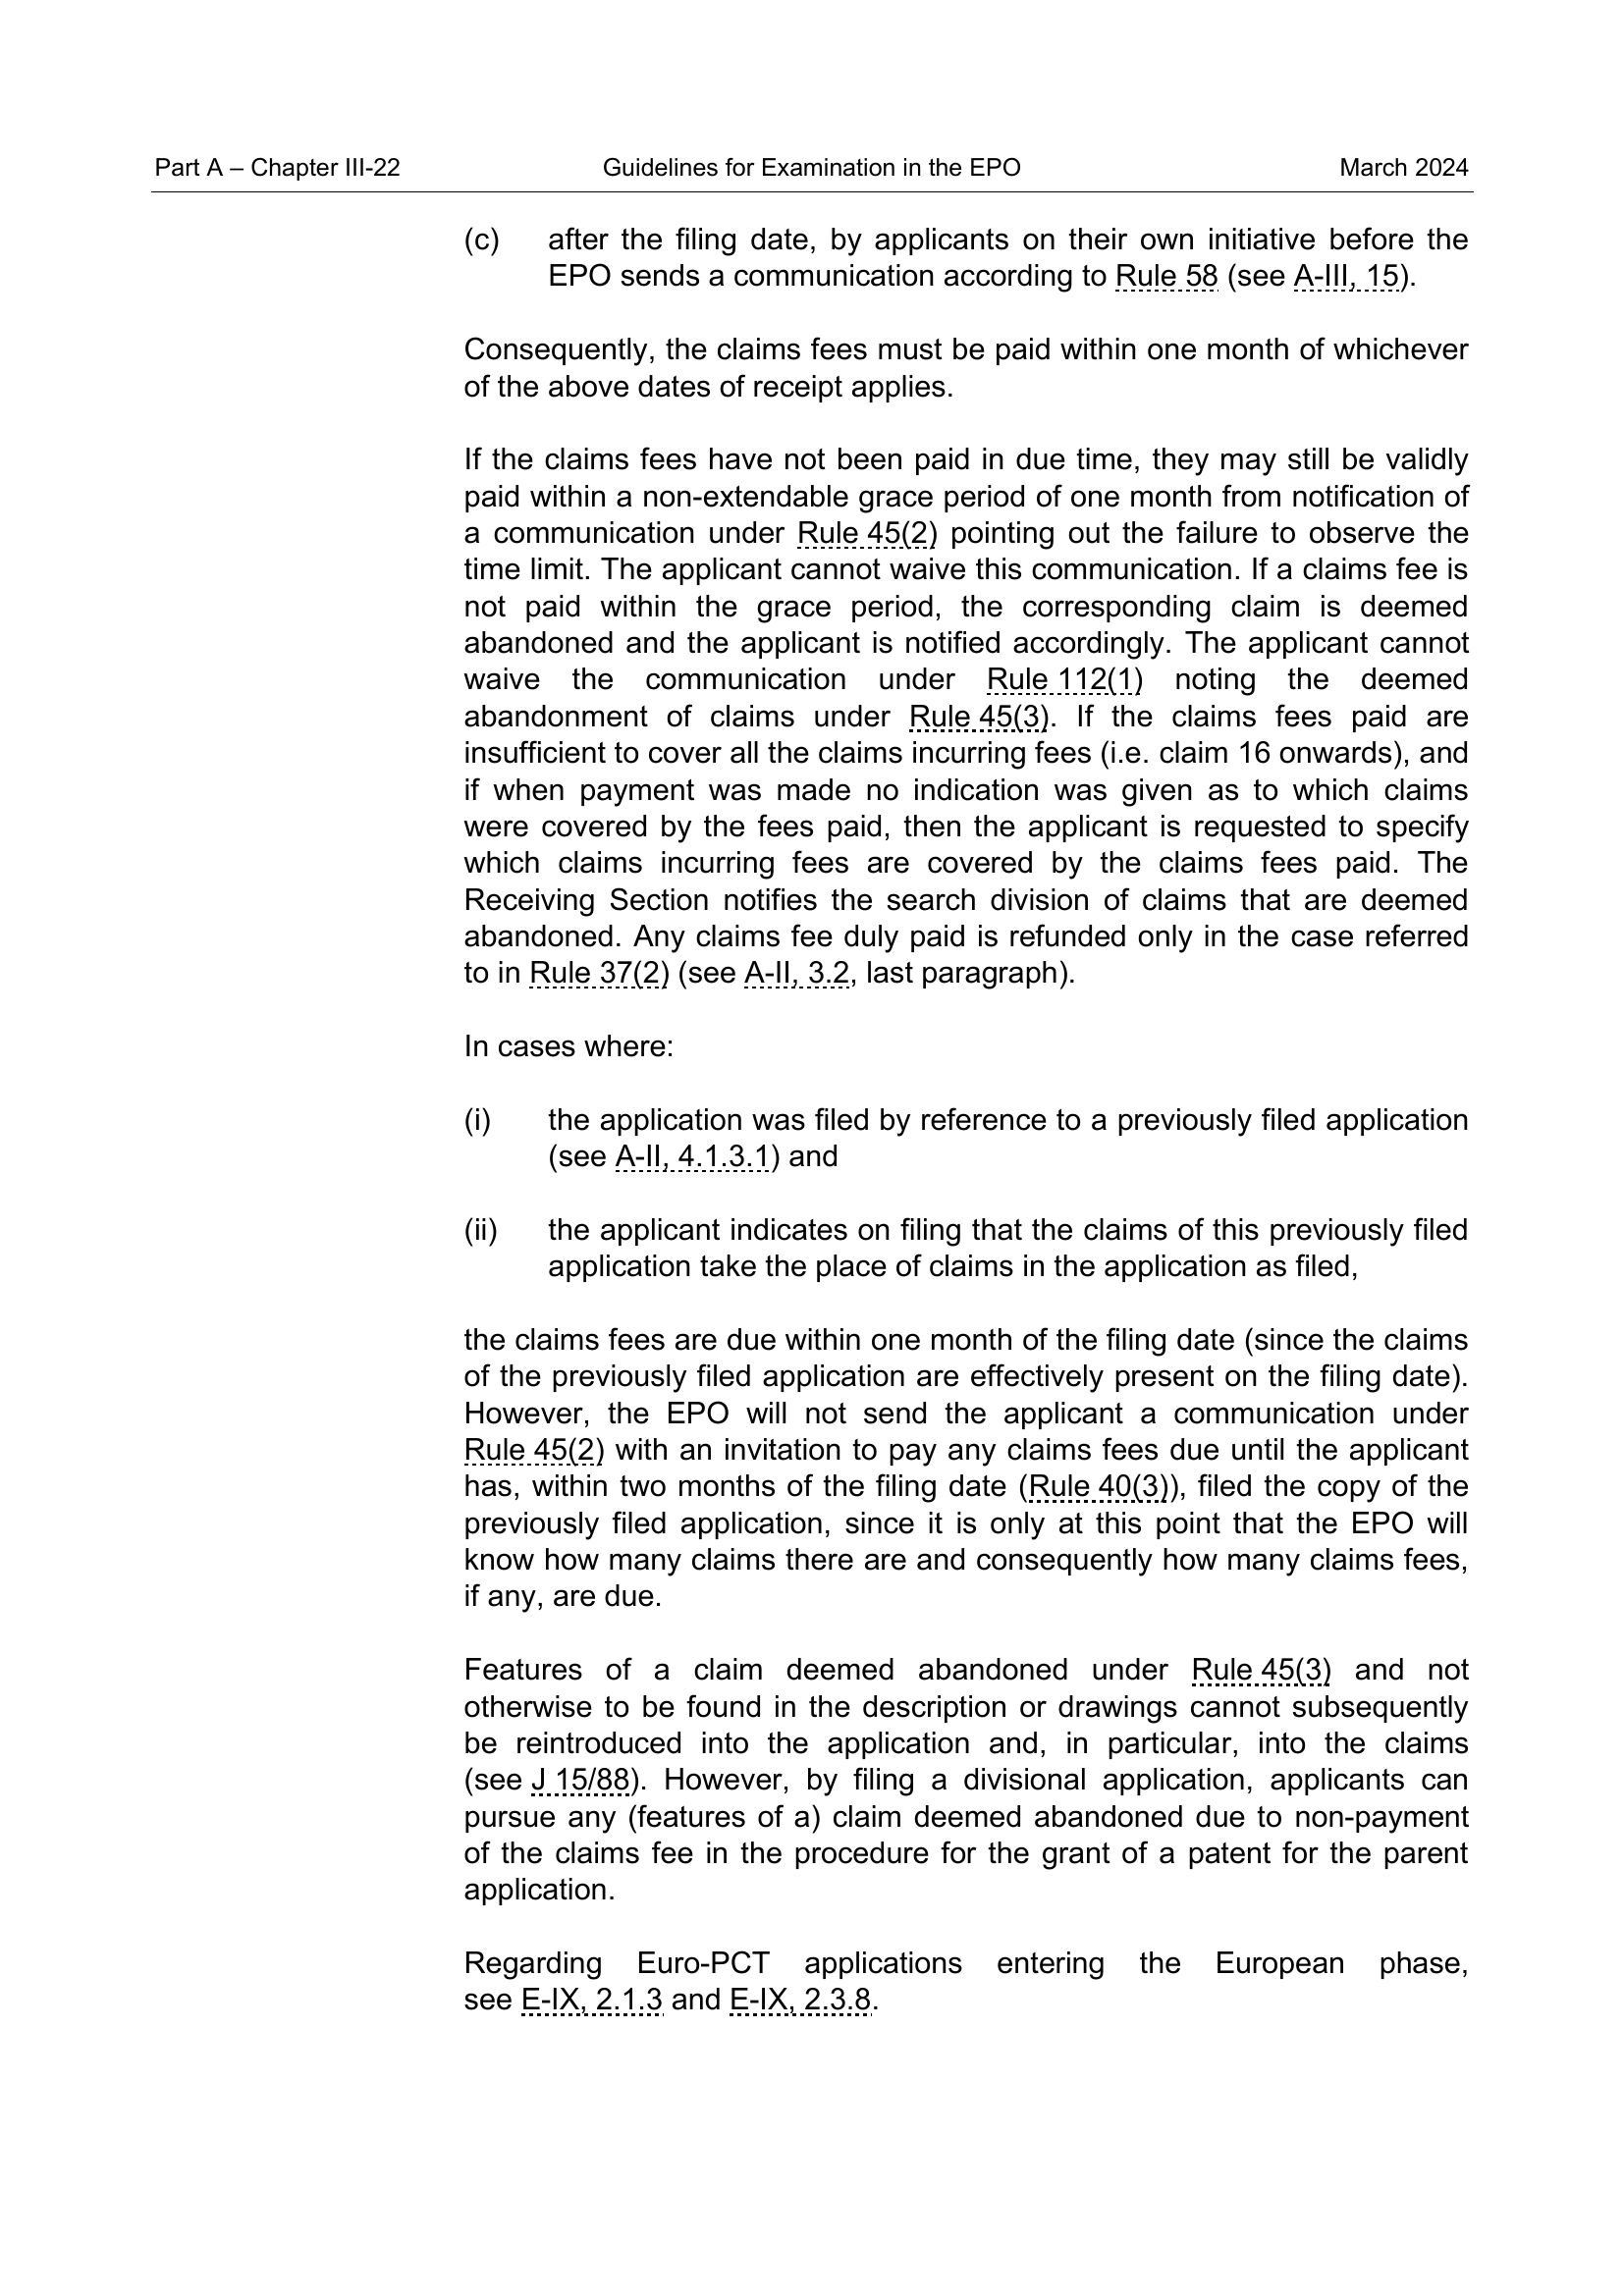 Part A – Chapter III-22 Guidelines for Examination in the EPO March 2024
(c) after the filing date, by applicants on their own initiative before the
EPO sends a communication according to Rule 58 (see A-III, 15).
Consequently, the claims fees must be paid within one month of whichever
of the above dates of receipt applies.
If the claims fees have not been paid in due time, they may still be validly
paid within a non-extendable grace period of one month from notification of
a communication under Rule 45(2) pointing out the failure to observe the
time limit. The applicant cannot waive this communication. If a claims fee is
not paid within the grace period, the corresponding claim is deemed
abandoned and the applicant is notified accordingly. The applicant cannot
waive the communication under Rule 112(1) noting the deemed
abandonment of claims under Rule 45(3). If the claims fees paid are
insufficient to cover all the claims incurring fees (i.e. claim 16 onwards), and
if when payment was made no indication was given as to which claims
were covered by the fees paid, then the applicant is requested to specify
which claims incurring fees are covered by the claims fees paid. The
Receiving Section notifies the search division of claims that are deemed
abandoned. Any claims fee duly paid is refunded only in the case referred
to in Rule 37(2) (see A-II, 3.2, last paragraph).
In cases where:
(i) the application was filed by reference to a previously filed application
(see A-II, 4.1.3.1) and
(ii) the applicant indicates on filing that the claims of this previously filed
application take the place of claims in the application as filed,
the claims fees are due within one month of the filing date (since the claims
of the previously filed application are effectively present on the filing date).
However, the EPO will not send the applicant a communication under
Rule 45(2) with an invitation to pay any claims fees due until the applicant
has, within two months of the filing date (Rule 40(3)), filed the copy of the
previously filed application, since it is only at this point that the EPO will
know how many claims there are and consequently how many claims fees,
if any, are due.
Features of a claim deemed abandoned under Rule 45(3) and not
otherwise to be found in the description or drawings cannot subsequently
be reintroduced into the application and, in particular, into the claims
(see J 15/88). However, by filing a divisional application, applicants can
pursue any (features of a) claim deemed abandoned due to non-payment
of the claims fee in the procedure for the grant of a patent for the parent
application.
Regarding Euro-PCT applications entering the European phase,
see E-IX, 2.1.3 and E-IX, 2.3.8.